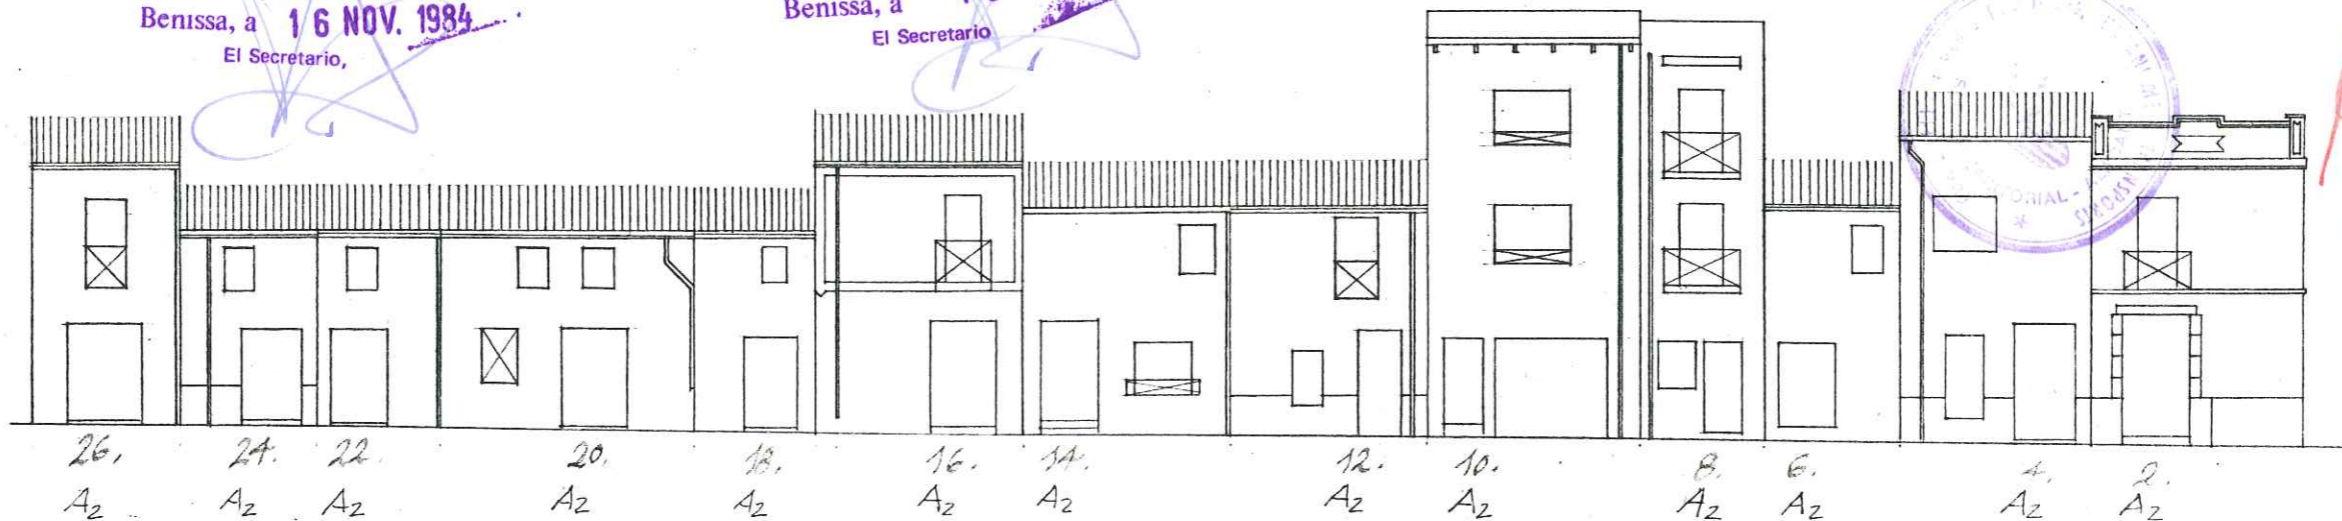 Benissa, a 16 NOV. 1984
El Secretario,
Benissa, a
El Secretario
TORIAL - A
26. 24. 22. 20. 18. 16. 14. 12. 10. 8. 6. 4. 2.
A2 A2 A2 A2 A2 A2 A2 A2 A2 A2 A2 A2 A2